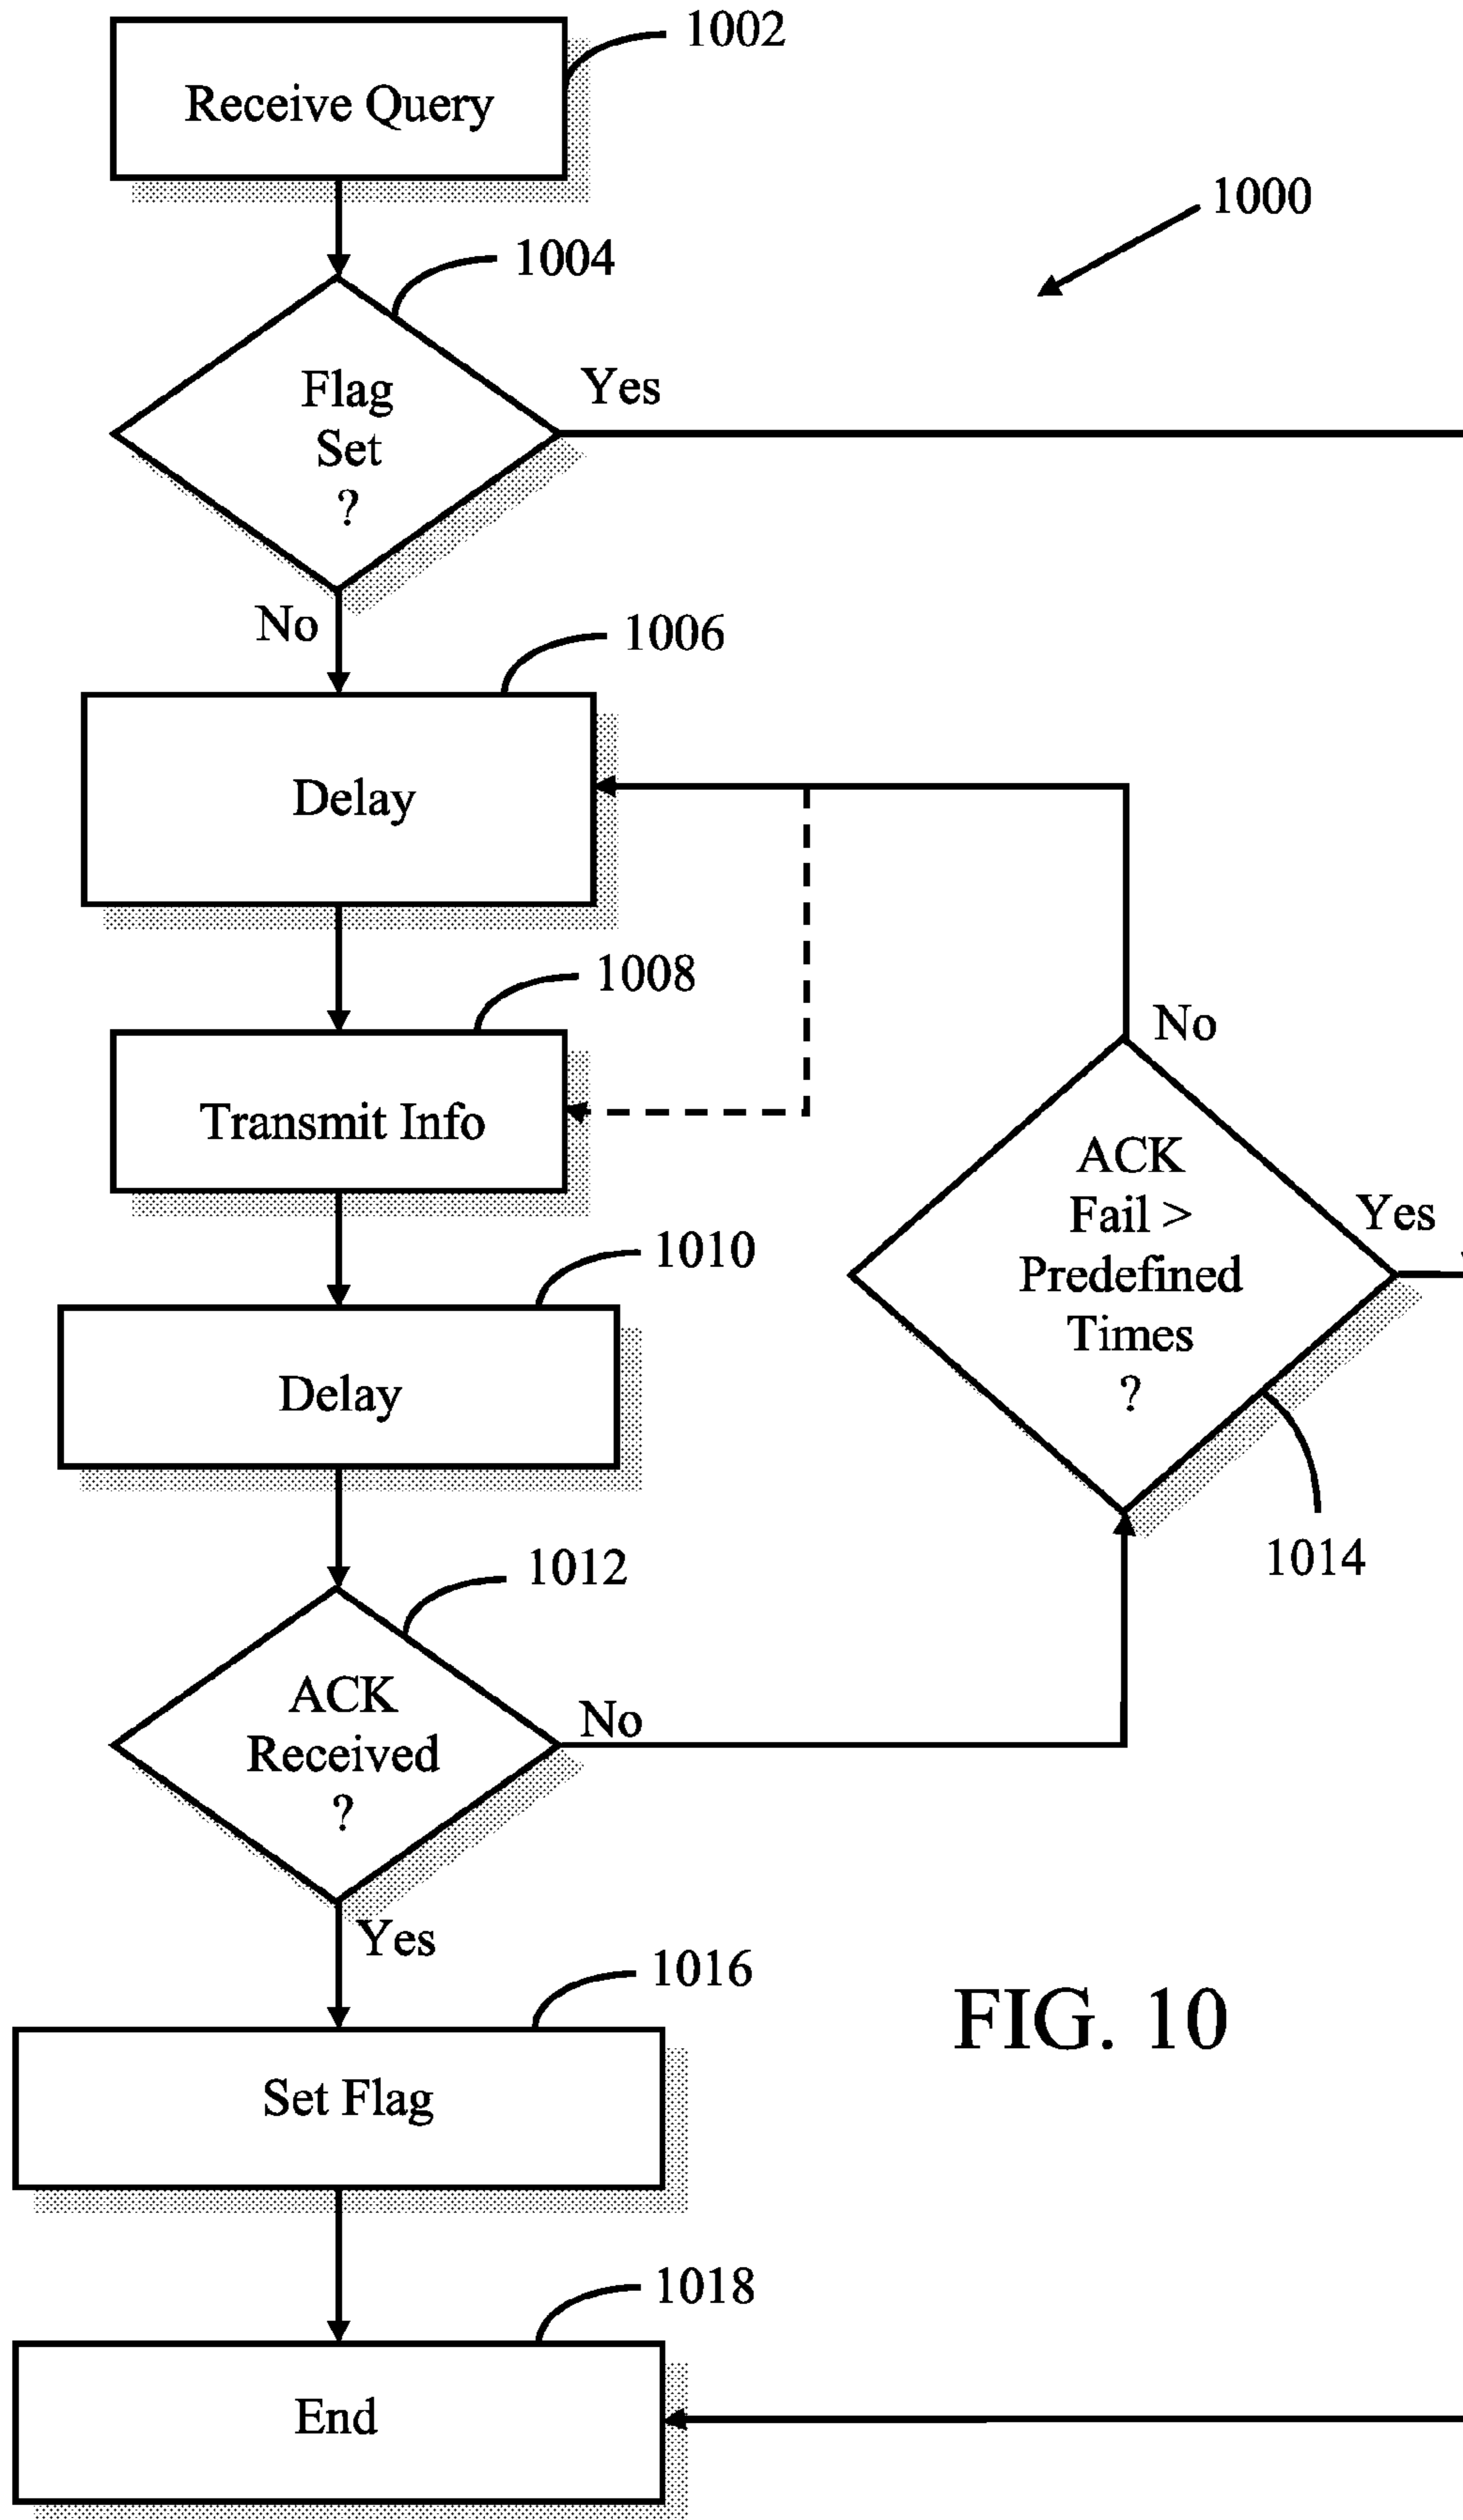 1002
Receive Query
1000
1004
Flag
Set
?
Yes
No
1006
Delay
1008
Transmit Info
No
ACK
Fail >
Predefined
Times
?
Yes
1014
1010
Delay
1012
ACK
Received
?
No
Yes
1016
Set Flag
FIG. 10
1018
End